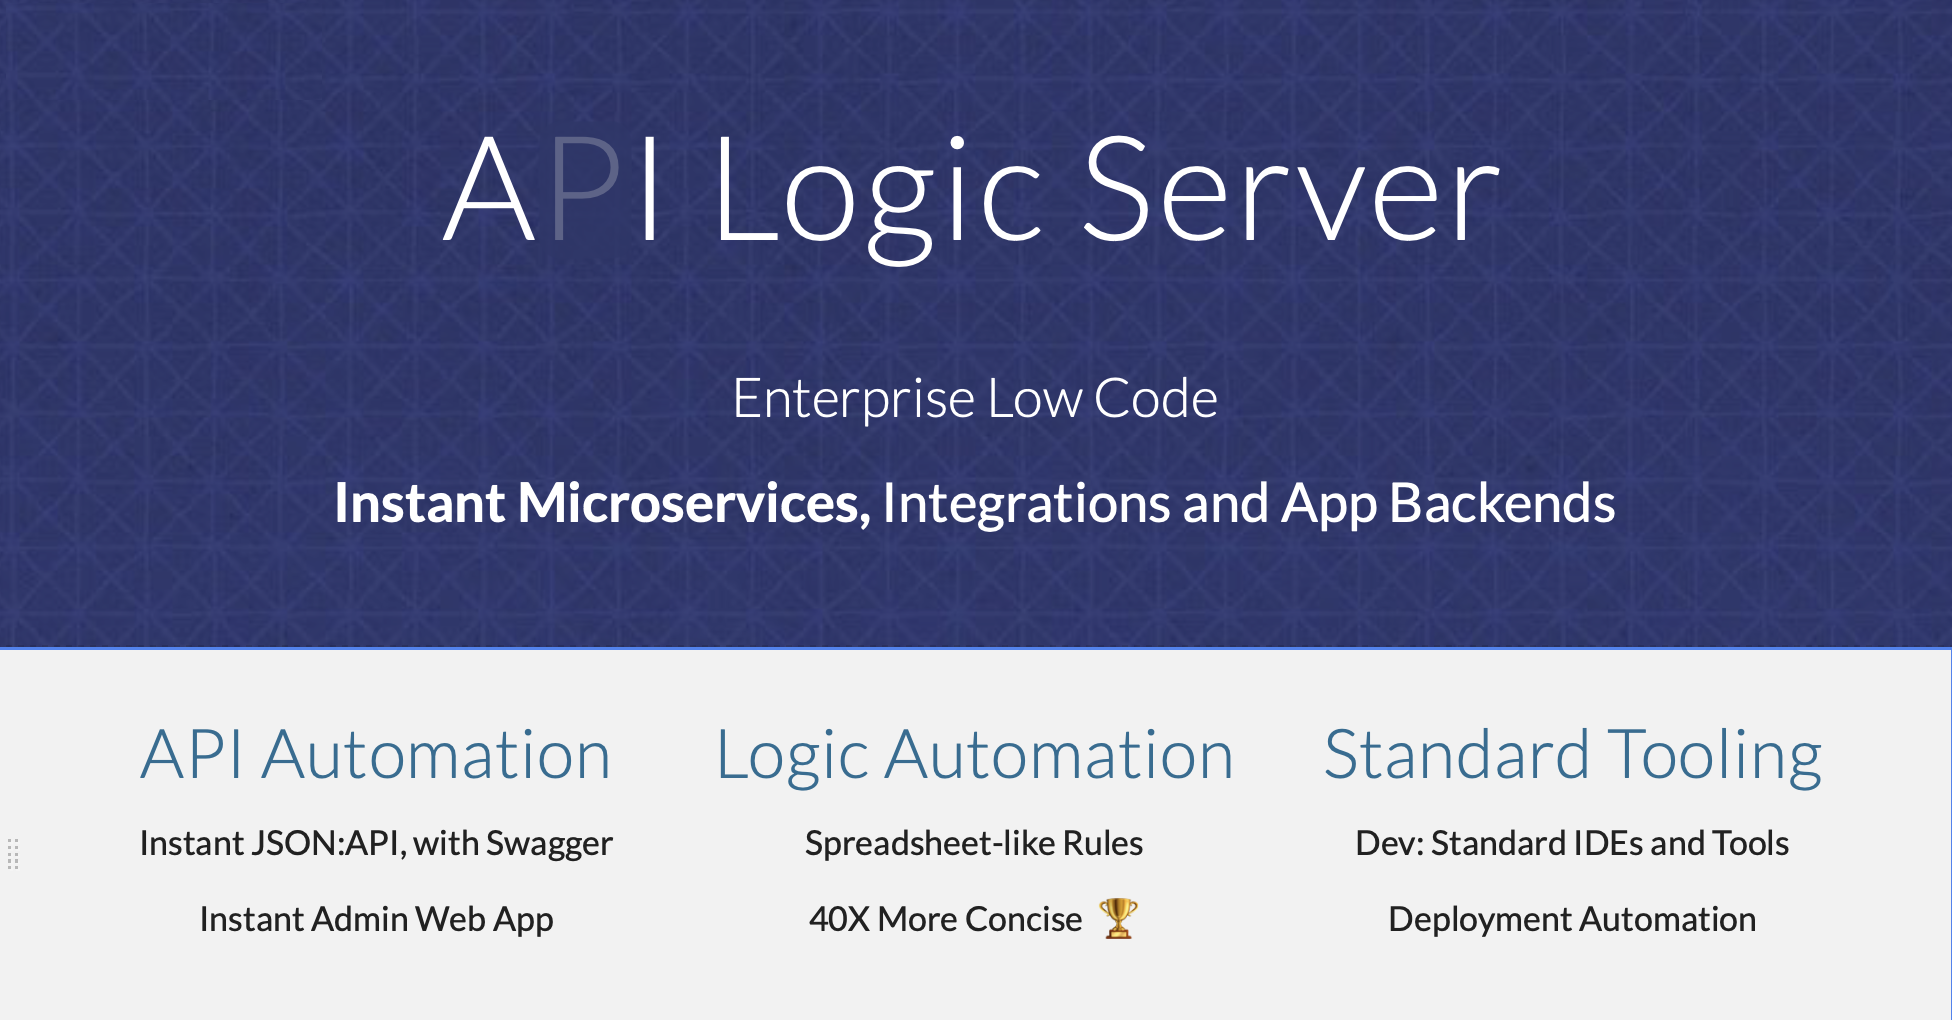 API Logic Server
Enterprise Low Code
Instant Microservices, Integrations and App Backends
API Automation
Instant JSON:API, with Swagger
Instant Admin Web App
Logic Automation
Spreadsheet-like Rules
40X More Concise 🏆
Standard Tooling
Dev: Standard IDEs and Tools
Deployment Automation